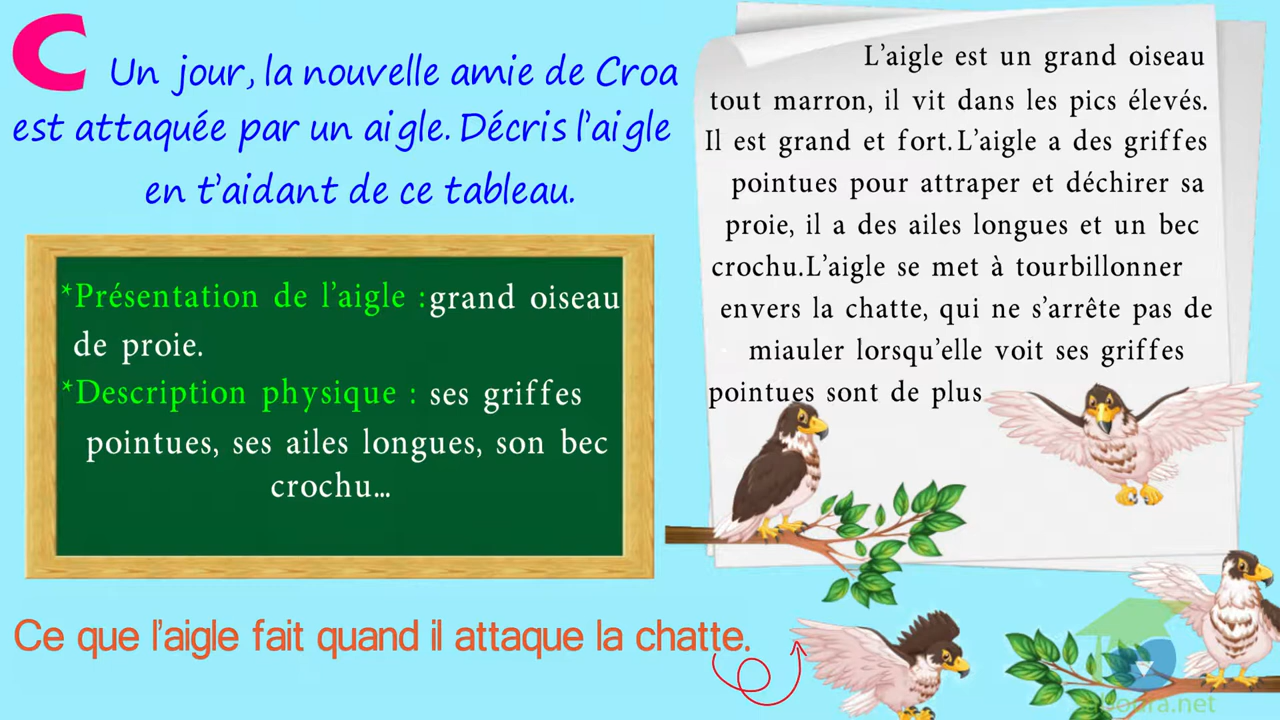 C Un jour, la nouvelle amie de Croa
est attaquée par un aigle. Décris l'aigle
en t'aidant de ce tableau.
*Présentation de l'aigle : grand oiseau
de proie.
*Description physique : ses griffes
pointues, ses ailes longues, son bec
crochu...
Ce que l'aigle fait quand il attaque la chatte.
L'aigle est un grand oiseau
tout marron, il vit dans les pics élevés.
Il est grand et fort. L'aigle a des griffes
pointues pour attraper et déchirer sa
proie, il a des ailes longues et un bec
crochu. L'aigle se met à tourbillonner
envers la chatte, qui ne s'arrête pas de
miauler lorsqu'elle voit ses griffes
pointues sont de plus